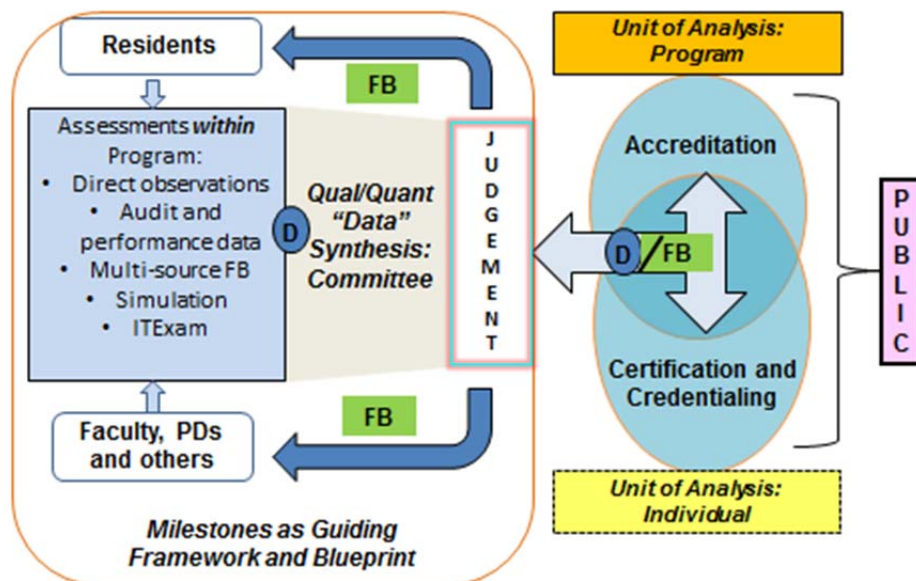 Residents
FB
Assessments within
Program:
• Direct observations
• Audit and
performance data
• Multi-source FB
• Simulation
• ITExam
D
Qual/Quant
“Data”
Synthesis:
Committee
JUDGEMENT
FB
Faculty, PDs
and others
Milestones as Guiding
Framework and Blueprint
Unit of Analysis:
Program
Accreditation
D/FB
Certification and
Credentialing
Unit of Analysis:
Individual
PUBLIC